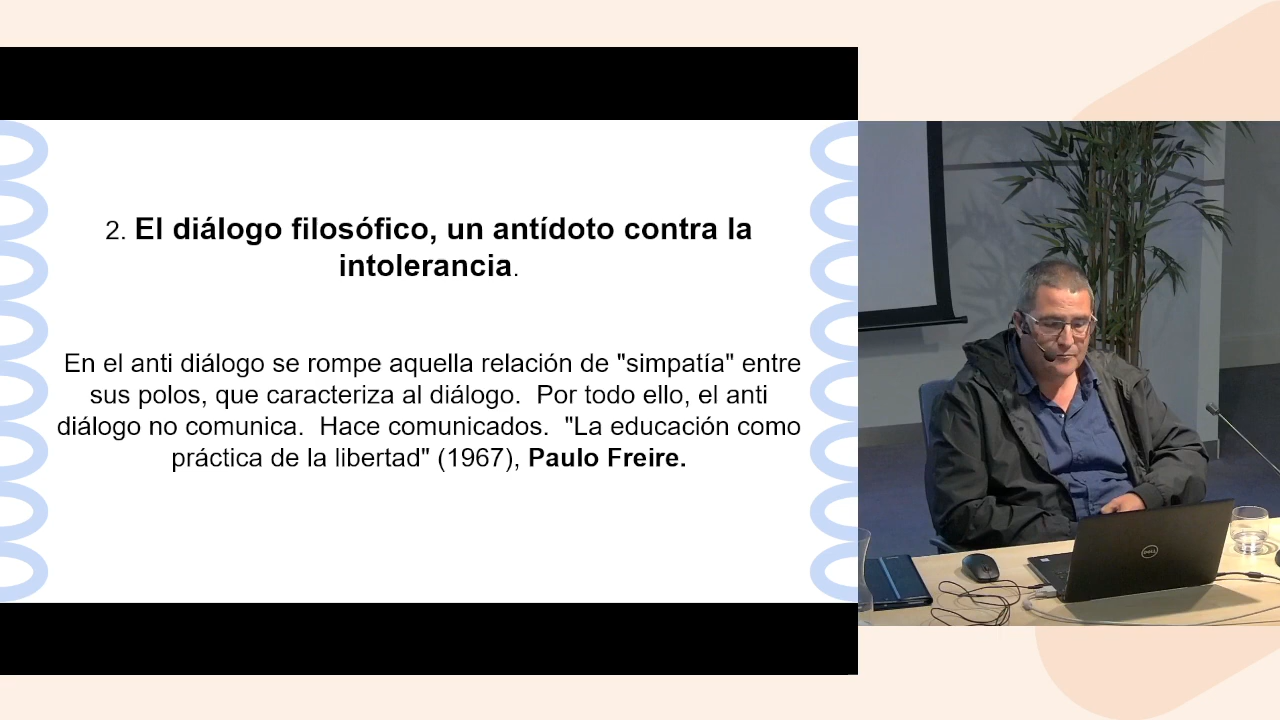 2. El diálogo filosófico, un antídoto contra la
intolerancia.
En el anti diálogo se rompe aquella relación de "simpatía" entre
sus polos, que caracteriza al diálogo.  Por todo ello, el anti
diálogo no comunica.  Hace comunicados.  "La educación como
práctica de la libertad" (1967), Paulo Freire.
DELL